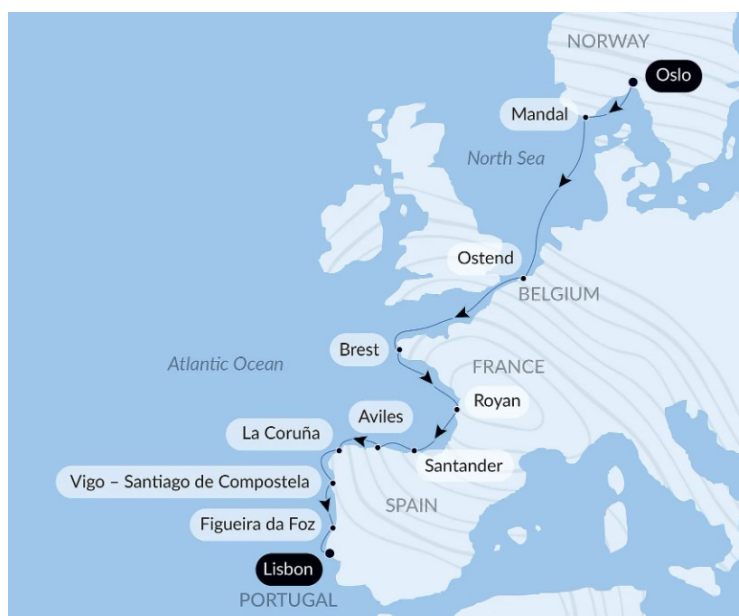 NORWAY
Oslo
Mandal
North Sea
Ostend
BELGIUM
Brest
Atlantic Ocean
FRANCE
Royan
Aviles
La Coruña
Santander
Vigo – Santiago de Compostela
SPAIN
Figueira da Foz
Lisbon
PORTUGAL